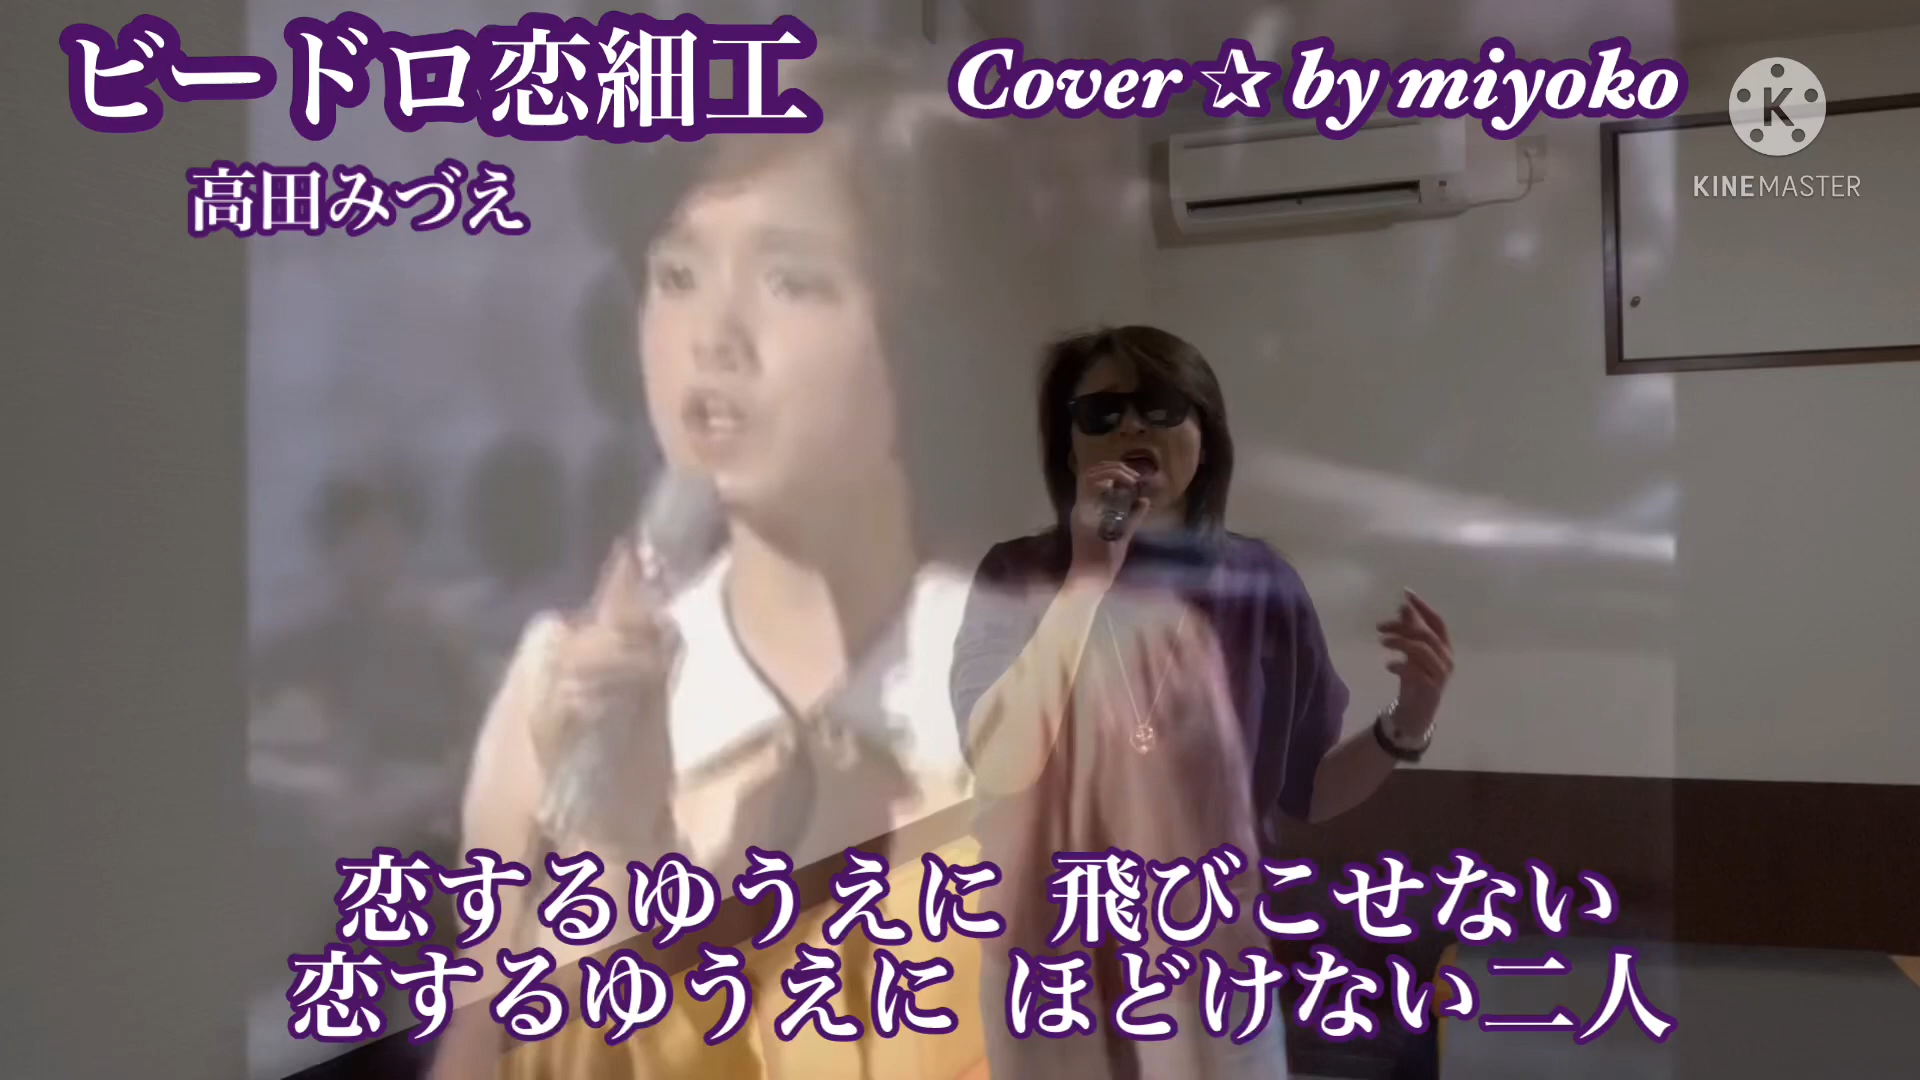 ビードロ恋細工
Cover ☆ by miyoko
高田みづえ
KINEMASTER
恋するゆうえに 飛びこせない
恋するゆうえに ほどけない二人